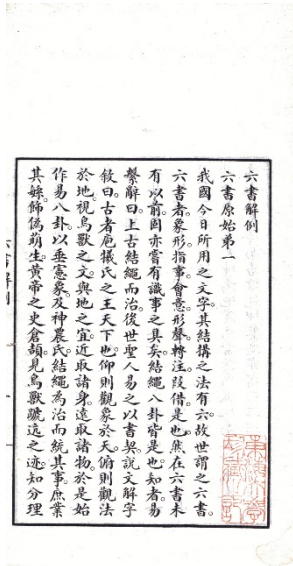 六書解例
六書原始第一
我國今日所用之文字。其結構之法有六。故世謂之六書。
六書者。象形。指事。會意。形聲。轉注。叚借。是也。然在六書未
有以前。固亦嘗有識事之具矣。結繩。八卦。皆是也。知者。易
繫辭曰。上古結繩而治。後世聖人易之以書契。說文解字
敘曰。古者庖犧氏之王天下也。仰則觀象於天。俯則觀法
於地。視鳥獸之文。與地之宜。近取諸身。遠取諸物。於是始
作易八卦。以垂憲象。及神農氏結繩為治而統其事。庶業
其緐。飾偽萌生。黃帝之史倉頡。見鳥獸蹏迒之迹。知分理